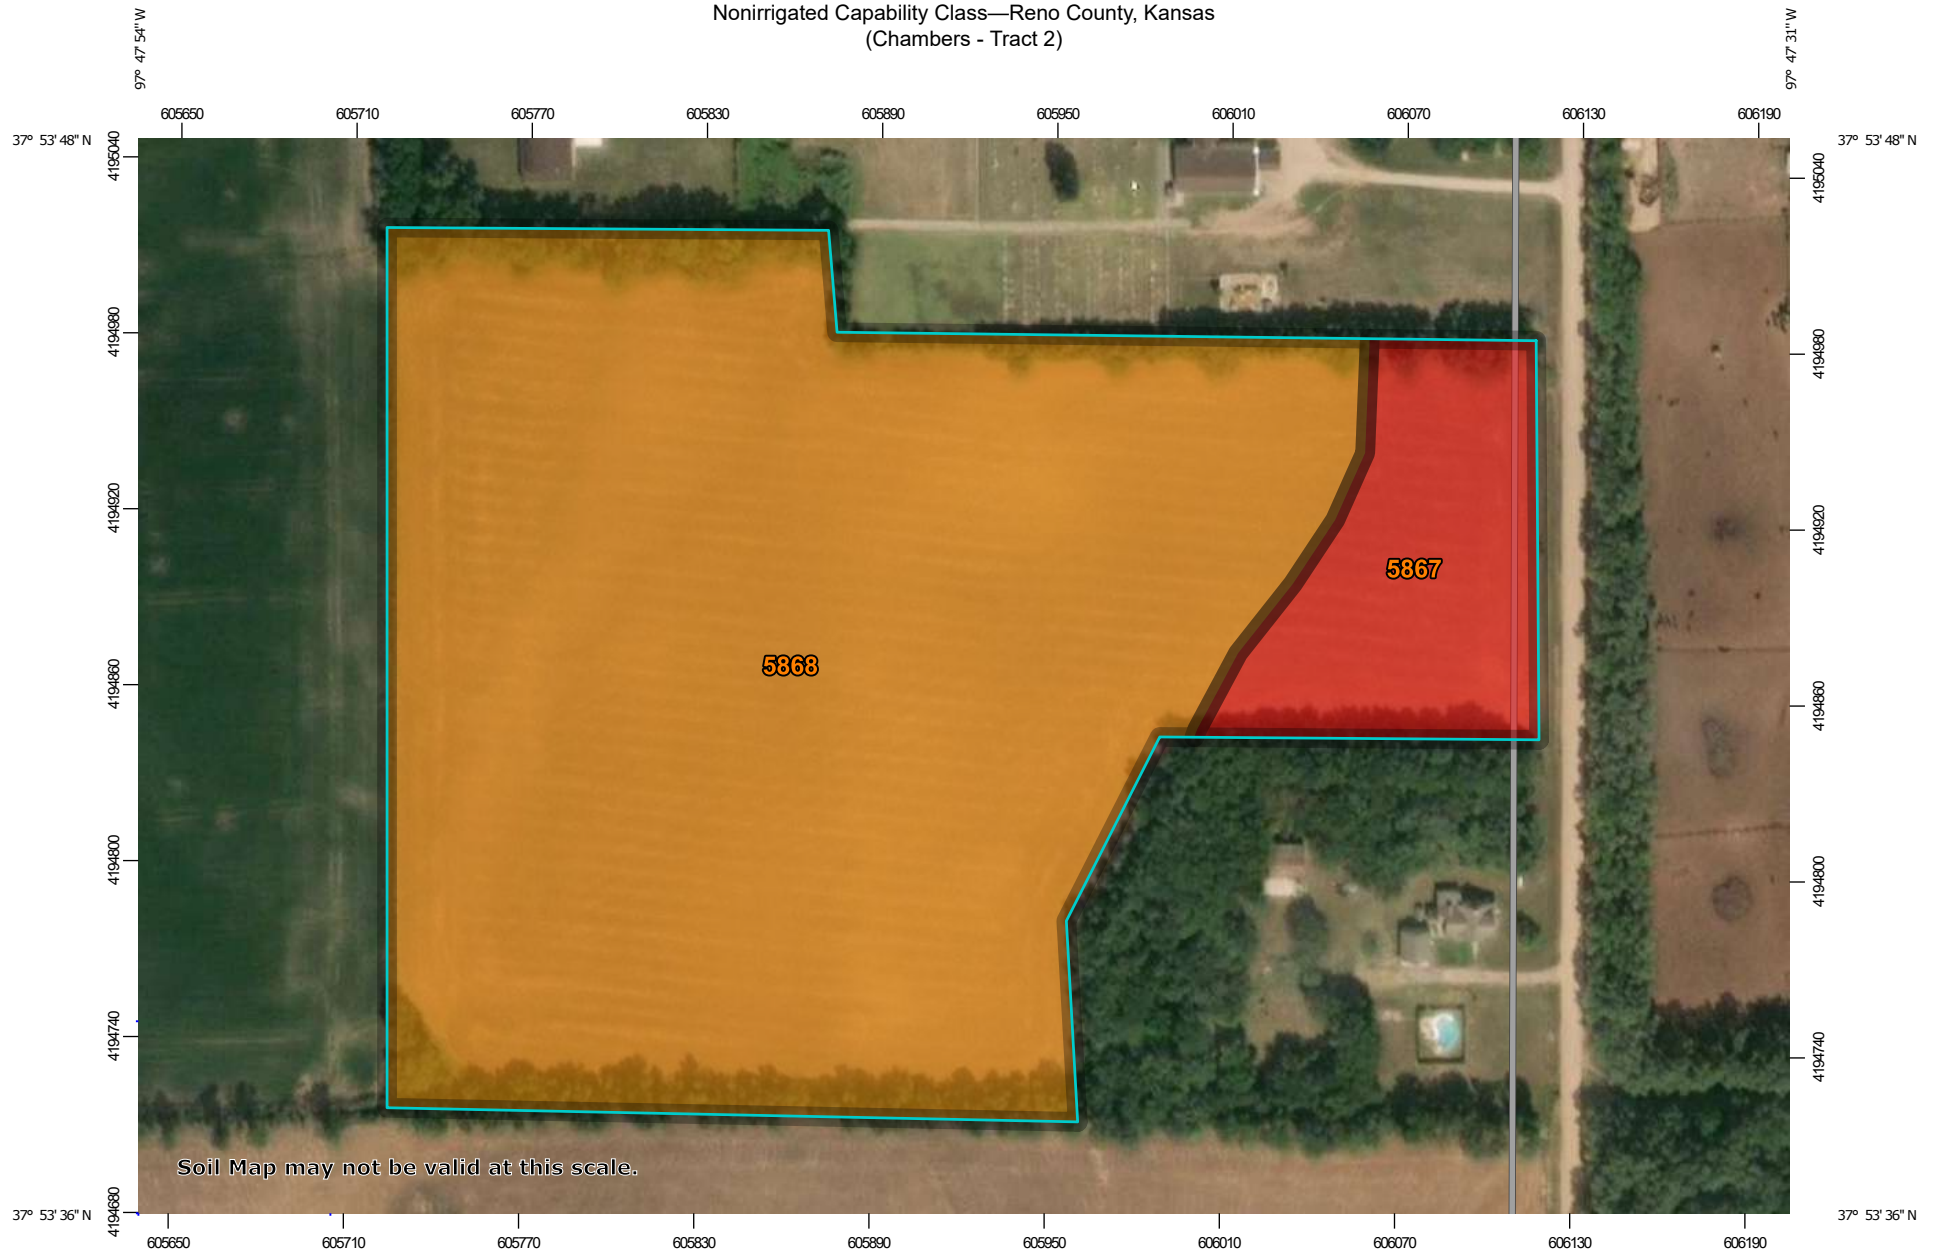 Nonirrigated Capability Class—Reno County, Kansas
(Chambers - Tract 2)
97° 47' 54'' W
97° 47' 31'' W
605650 605710 605770 605830 605890 605950 606010 606070 606130 606190
37° 53' 48'' N
37° 53' 48'' N
4195040
4195040
4194980
4194980
4194920
4194920
5867
5868
4194860
4194860
4194800
4194800
4194740
4194740
Soil Map may not be valid at this scale.
4194680
37° 53' 36'' N
37° 53' 36'' N
605650 605710 605770 605830 605890 605950 606010 606070 606130 606190